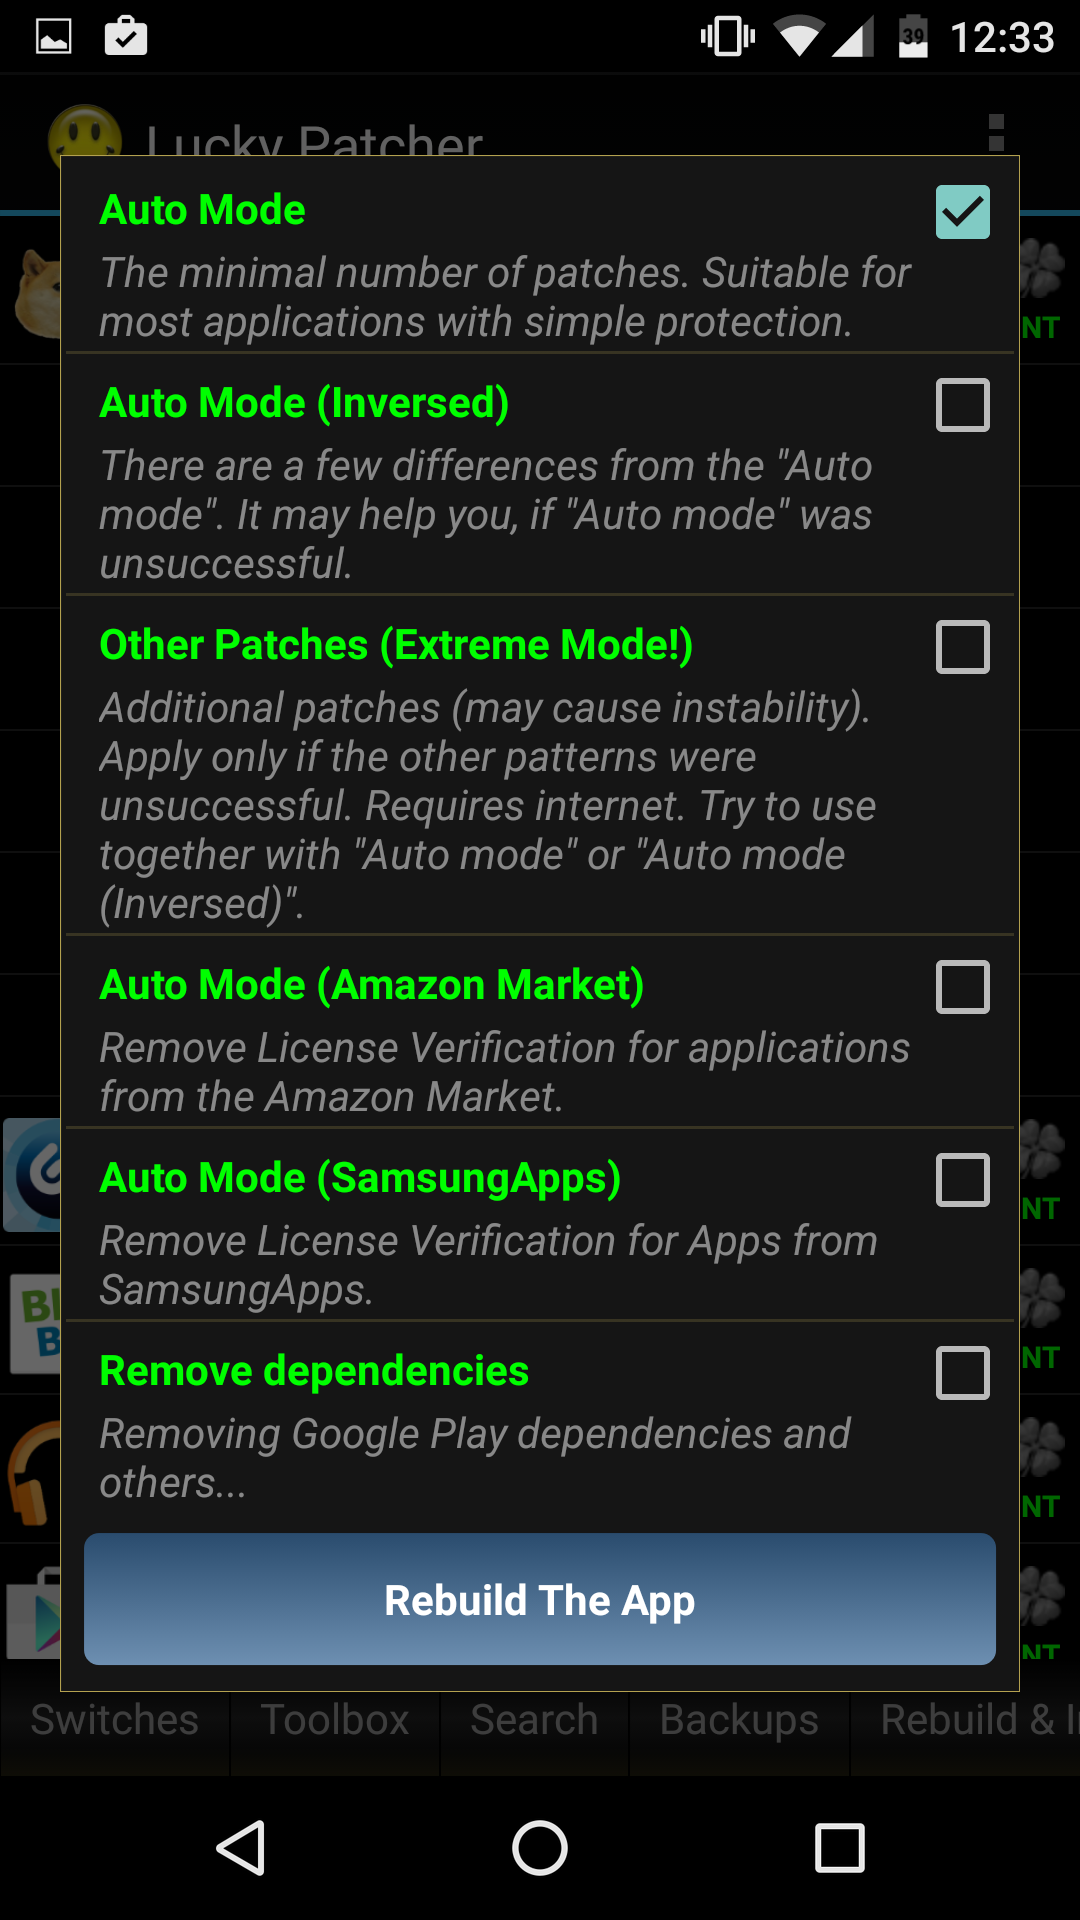 39 12:33
Lucky Patcher
Auto Mode
The minimal number of patches. Suitable for
most applications with simple protection.
NT
Auto Mode (Inversed)
There are a few differences from the "Auto
mode". It may help you, if "Auto mode" was
unsuccessful.
Other Patches (Extreme Mode!)
Additional patches (may cause instability).
Apply only if the other patterns were
unsuccessful. Requires internet. Try to use
together with "Auto mode" or "Auto mode
(Inversed)".
Auto Mode (Amazon Market)
Remove License Verification for applications
from the Amazon Market.
Auto Mode (SamsungApps)
NT
Remove License Verification for Apps from
SamsungApps.
Remove dependencies
NT
Removing Google Play dependencies and
others...
NT
Rebuild The App
NT
Switches Toolbox Search Backups Rebuild & I